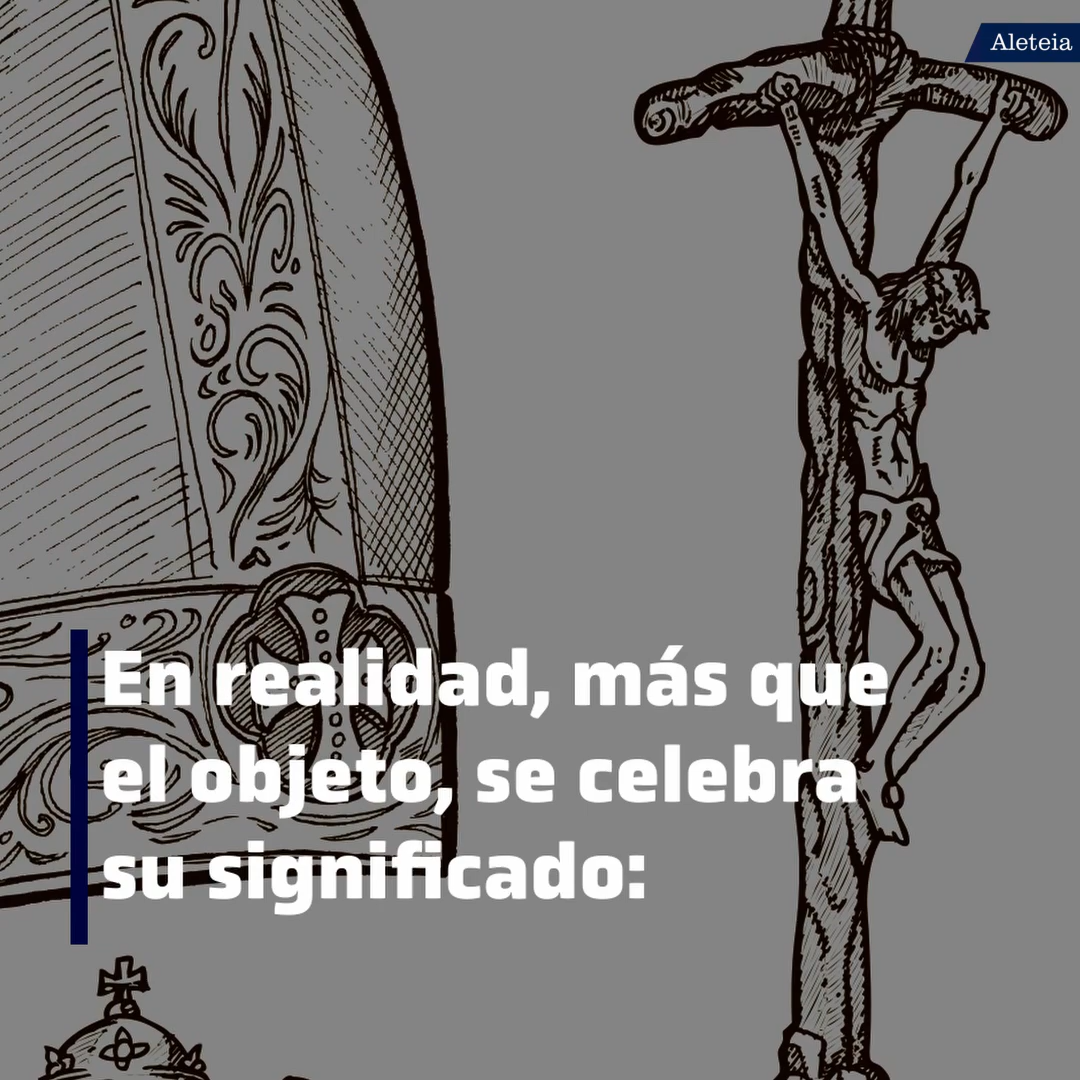 Aleteia
En realidad, más que
el objeto, se celebra
su significado: